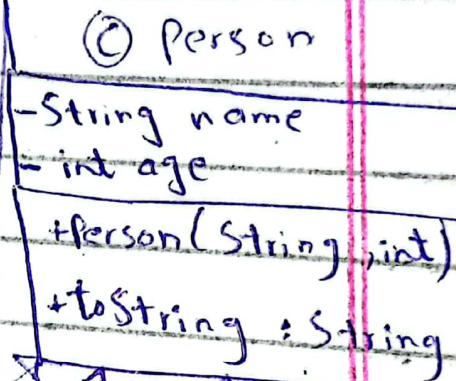 © Person
-String name
- int age
+Person(String, int)
+toString : String